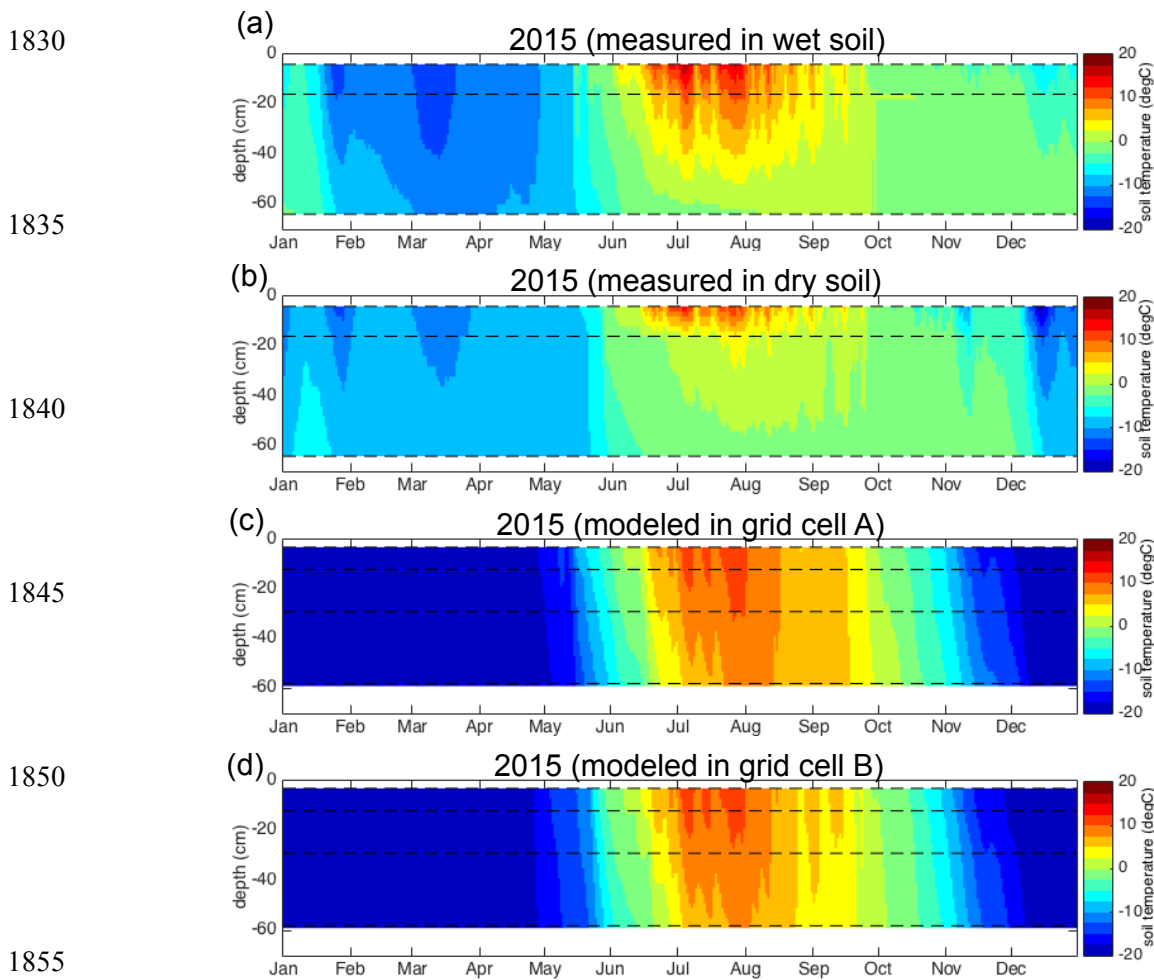 1830
(a)
2015 (measured in wet soil)
0
-20
-40
-60
depth (cm)
Jan Feb Mar Apr May Jun Jul Aug Sep Oct Nov Dec
20
10
0
-10
-20
soil temperature (degC)
1835
(b)
2015 (measured in dry soil)
0
-20
-40
-60
depth (cm)
Jan Feb Mar Apr May Jun Jul Aug Sep Oct Nov Dec
20
10
0
-10
-20
soil temperature (degC)
1840
(c)
2015 (modeled in grid cell A)
0
-20
-40
-60
depth (cm)
Jan Feb Mar Apr May Jun Jul Aug Sep Oct Nov Dec
20
10
0
-10
-20
soil temperature (degC)
1845
1850
(d)
2015 (modeled in grid cell B)
0
-20
-40
-60
depth (cm)
Jan Feb Mar Apr May Jun Jul Aug Sep Oct Nov Dec
20
10
0
-10
-20
soil temperature (degC)
1855